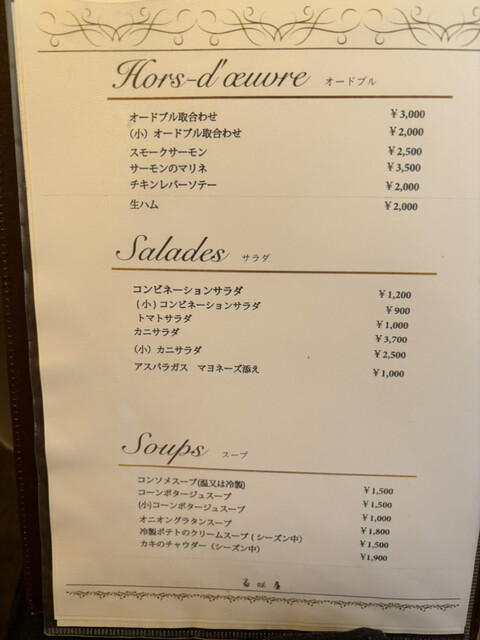 Hors-d'œuvre オードブル
オードブル取合わせ ¥3,000
（小）オードブル取合わせ ¥2,000
スモークサーモン ¥2,500
サーモンのマリネ ¥3,500
チキンレバーソテー ¥2,000
生ハム ¥2,000
Salades サラダ
コンビネーションサラダ ¥1,200
(小)コンビネーションサラダ ¥900
トマトサラダ ¥1,000
カニサラダ ¥3,700
（小）カニサラダ ¥2,500
アスパラガス　マヨネーズ添え ¥1,000
Soups スープ
コンソメスープ(温又は冷製) ¥1,500
コーンポタージュスープ ¥1,500
(小)コーンポタージュスープ ¥1,000
オニオングラタンスープ ¥1,800
冷製ポテトのクリームスープ(シーズン中) ¥1,500
カキのチャウダー（シーズン中） ¥1,900